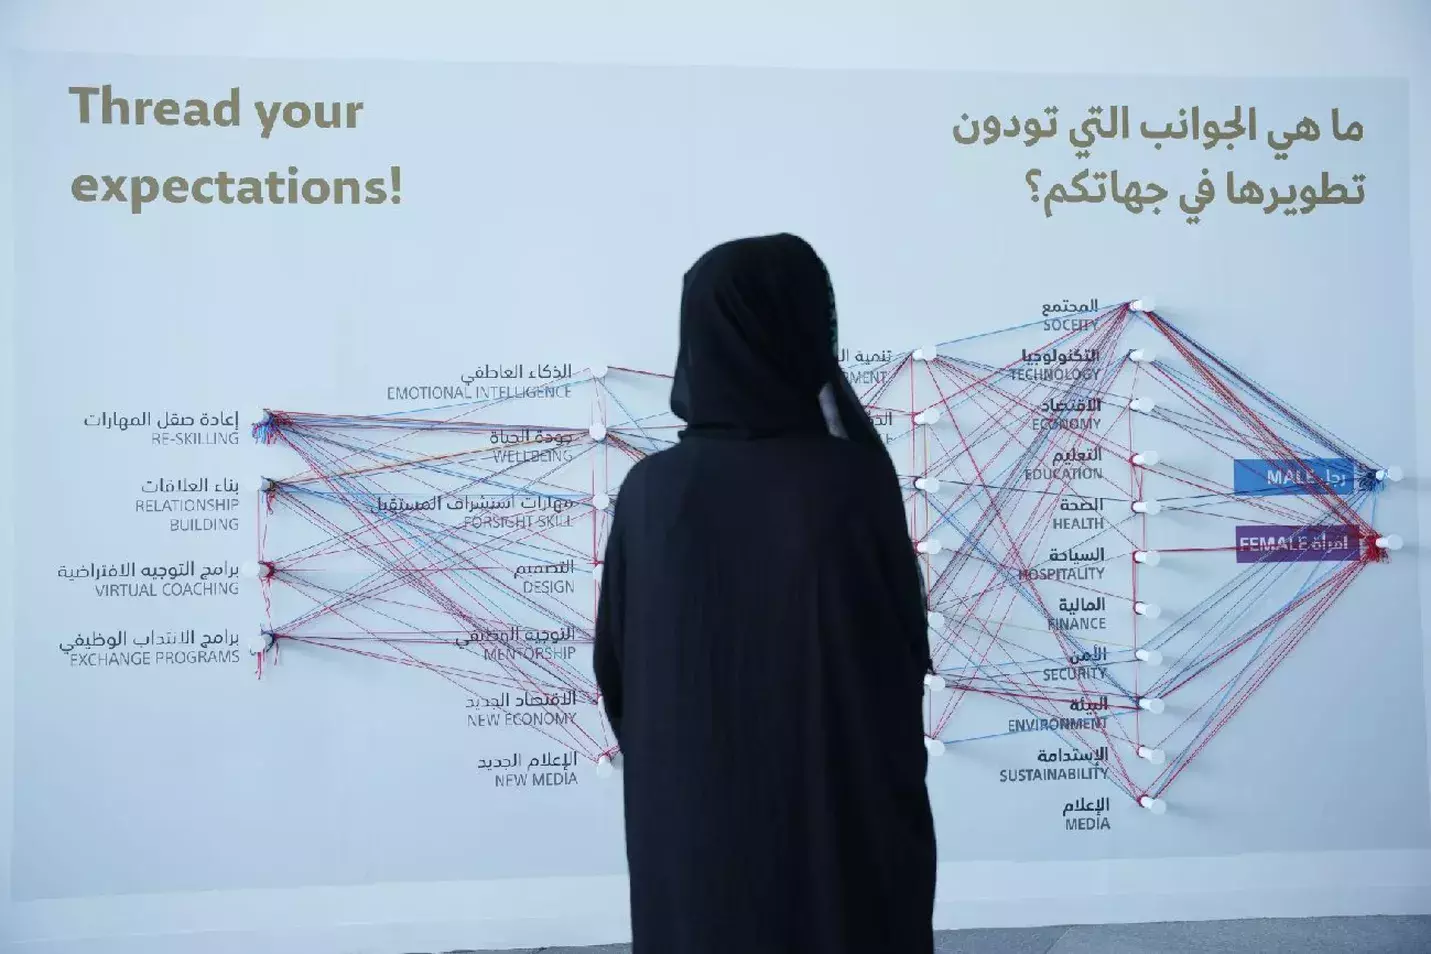 Thread your
expectations!
ما هي الجوانب التي تودون
تطويرها في جهاتكم؟
إعادة صقل المهارات
RE-SKILLING
بناء العلاقات
RELATIONSHIP
BUILDING
برامج التوجيه الافتراضية
VIRTUAL COACHING
برامج الانتداب الوظيفي
EXCHANGE PROGRAMS
الذكاء العاطفي
EMOTIONAL INTELLIGENCE
جودة الحياة
WELLBEING
مهارات استشراف المستقبل
FORSIGHT SKILL
التصميم
DESIGN
التوجيه الوظيفي
MENTORSHIP
الاقتصاد الجديد
NEW ECONOMY
الإعلام الجديد
NEW MEDIA
تنمية
المجتمع
SOCEITY
التكنولوجيا
TECHNOLOGY
الاقتصاد
ECONOMY
التعليم
EDUCATION
الصحة
HEALTH
السياحة
HOSPITALITY
المالية
FINANCE
الأمن
SECURITY
البيئة
ENVIRONMENT
الإستدامة
SUSTAINABILITY
الإعلام
MEDIA
MALE رجل
FEMALE امرأة